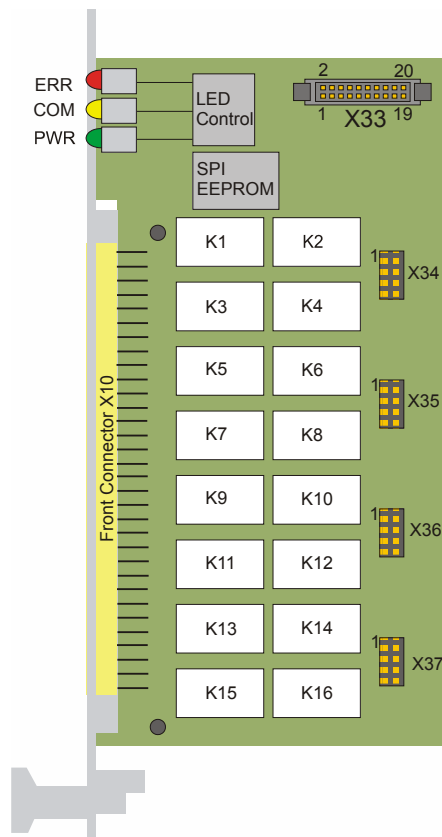 ERR
COM
PWR
LED
Control
SPI
EEPROM
2 20
1 19
X33
Front Connector X10
K1 K2
1
X34
K3 K4
K5 K6
1
X35
K7 K8
K9 K10
1
X36
K11 K12
K13 K14
1
X37
K15 K16